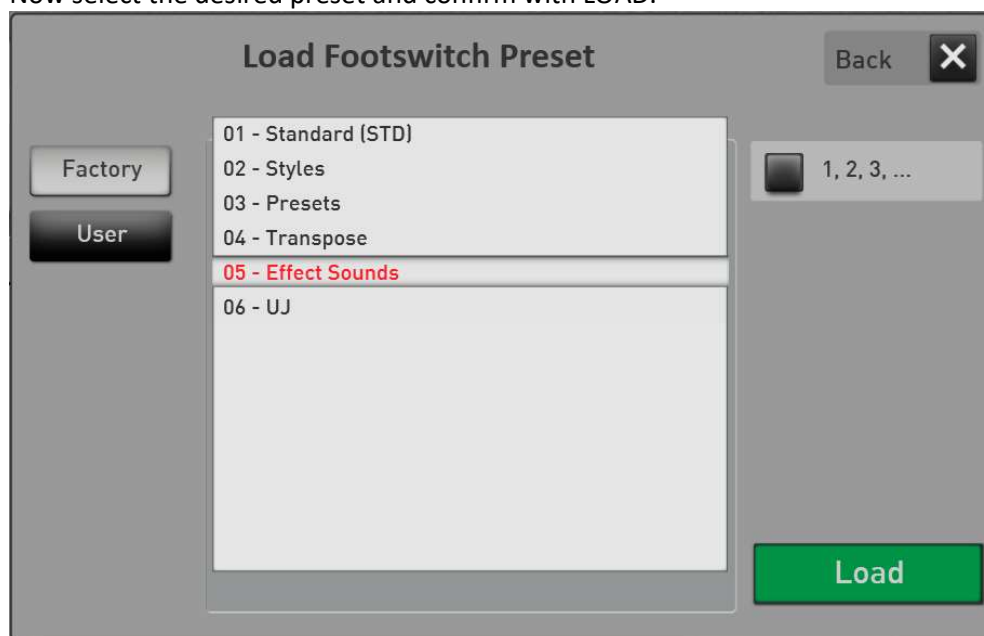 Now select the desired preset and confirm with LOAD.
Load Footswitch Preset
Back
Factory
User
01 - Standard (STD)
02 - Styles
03 - Presets
04 - Transpose
05 - Effect Sounds
06 - UJ
1, 2, 3, ...
Load